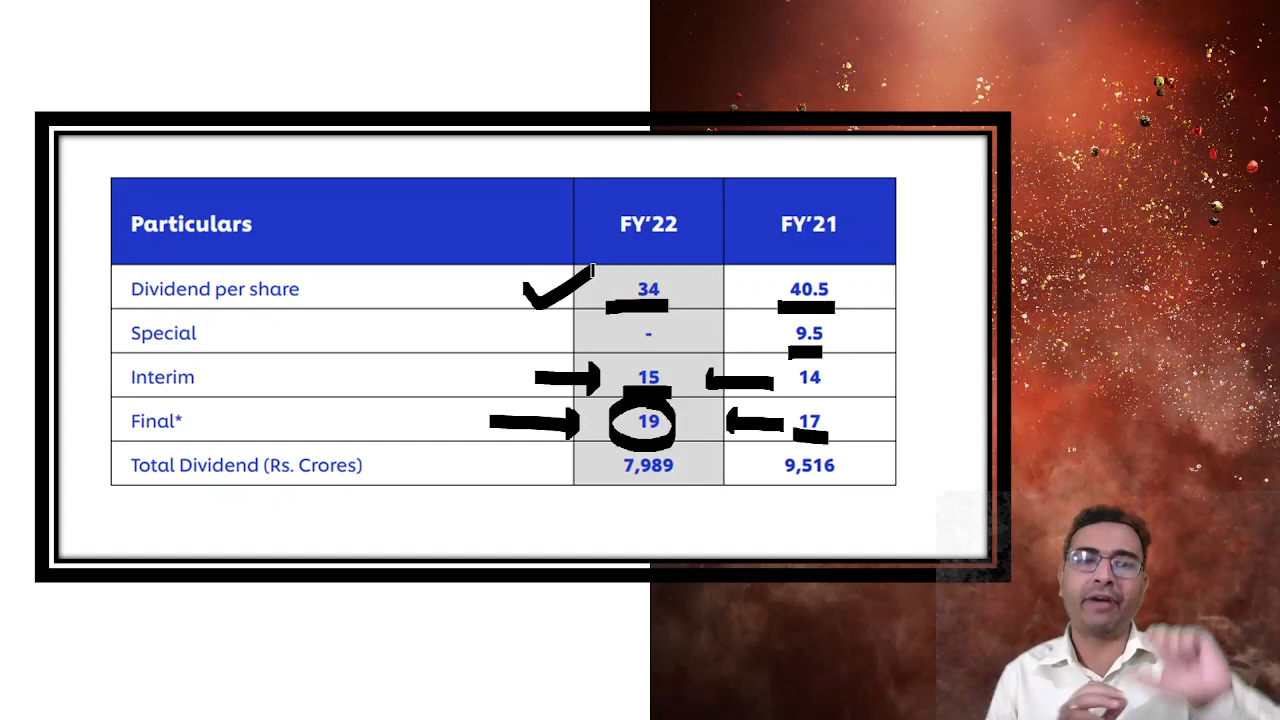 Particulars FY'22 FY'21
Dividend per share 34 40.5
Special - 9.5
Interim 15 14
Final* 19 17
Total Dividend (Rs. Crores) 7,989 9,516